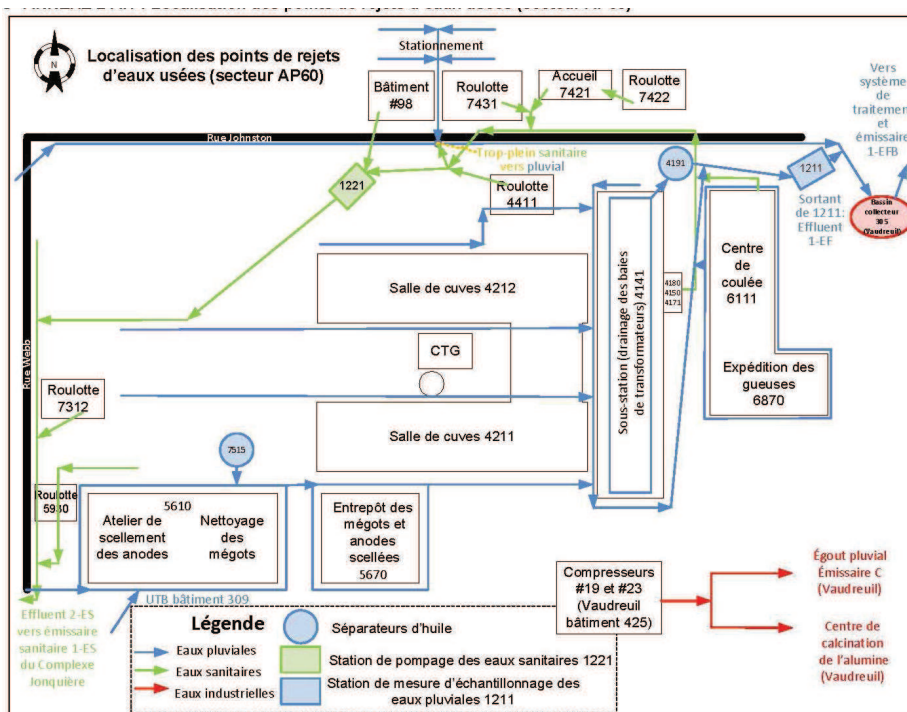 Localisation des points de rejets
d'eaux usées (secteur AP60)
N
Stationnement
Bâtiment
#98
Roulotte
7431
Accueil
7421
Roulotte
7422
Vers
système
de
traitement
et
émissaire
1-EFB
Rue Johnston
Trop-plein sanitaire
vers pluvial
1221
4191
1211
Roulotte
4411
Sortant
de 1211:
Effluent
1-EF
Bassin
collecteur
305
(Vaudreuil)
Salle de cuves 4212
Sous-station (drainage des baies
de transformateurs) 4141
4180
4150
4171
Centre
de
coulée
6111
CTG
Rue Webb
Roulotte
7312
Expédition des
gueuses
6870
Salle de cuves 4211
7515
Roulotte
5930
5610
Atelier de
scellement
des anodes
Nettoyage
des
mégots
Entrepôt des
mégots et
anodes
scellées
5670
Compresseurs
#19 et #23
(Vaudreuil
bâtiment 425)
Égout pluvial
Émissaire C
(Vaudreuil)
Centre de
calcination
de l'alumine
(Vaudreuil)
UTB bâtiment 309
Effluent 2-ES
vers émissaire
sanitaire 1-ES
du Complexe
Jonquière
Légende
Eaux pluviales
Eaux sanitaires
Eaux industrielles
Séparateurs d'huile
Station de pompage des eaux sanitaires 1221
Station de mesure d'échantillonnage des
eaux pluviales 1211